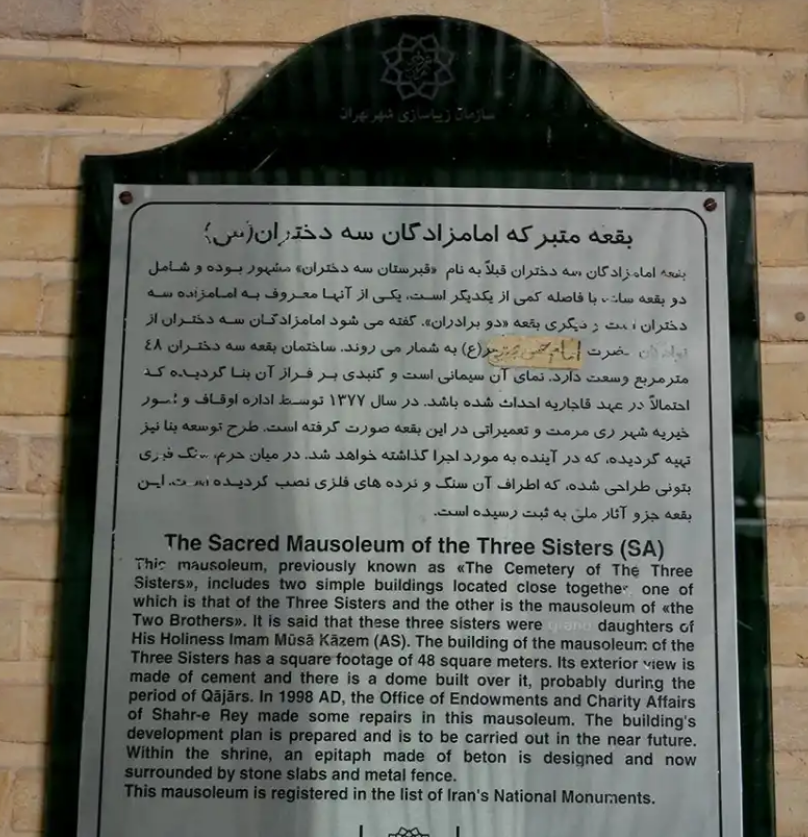 سازمان زیباسازی شهر تهران
بقعه متبرکه امامزادگان سه دختران(س)
بقعه امامزادگان سه دختران قبلاً به نام «قبرستان سه دختران» مشهور بوده و شامل
دو بقعه ساده با فاصله کمی از یکدیگر است، یکی از آنها معروف به امامزاده سه
دختران است و دیگری بقعه «دو برادران». گفته می شود امامزادگان سه دختران از
حضرت امام حسن مجتبی(ع) به شمار می روند. ساختمان بقعه سه دختران ٤٨
مترمربع وسعت دارد. نمای آن سیمانی است و گنبدی بر فراز آن بنا گردیده که
احتمالاً در عهد قاجاریه احداث شده باشد. در سال ١٣٧٧ توسط اداره اوقاف و امور
خیریه شهر ری مرمت و تعمیراتی در این بقعه صورت گرفته است. طرح توسعه بنا نیز
تهیه گردیده، که در آینده به مورد اجرا گذاشته خواهد شد. در میان حرم، سنگ قبری
بتونی طراحی شده، که اطراف آن سنگ و نرده های فلزی نصب گردیده است. این
بقعه جزو آثار ملی به ثبت رسیده است.
The Sacred Mausoleum of the Three Sisters (SA)
This mausoleum, previously known as «The Cemetery of The Three
Sisters», includes two simple buildings located close together, one of
which is that of the Three Sisters and the other is the mausoleum of «the
Two Brothers». It is said that these three sisters were grand daughters of
His Holiness Imam Mūsā Kāzem (AS). The building of the mausoleum of the
Three Sisters has a square footage of 48 square meters. Its exterior view is
made of cement and there is a dome built over it, probably during the
period of Qājārs. In 1998 AD, the Office of Endowments and Charity Affairs
of Shahr-e Rey made some repairs in this mausoleum. The building's
development plan is prepared and is to be carried out in the near future.
Within the shrine, an epitaph made of beton is designed and now
surrounded by stone slabs and metal fence.
This mausoleum is registered in the list of Iran's National Monuments.